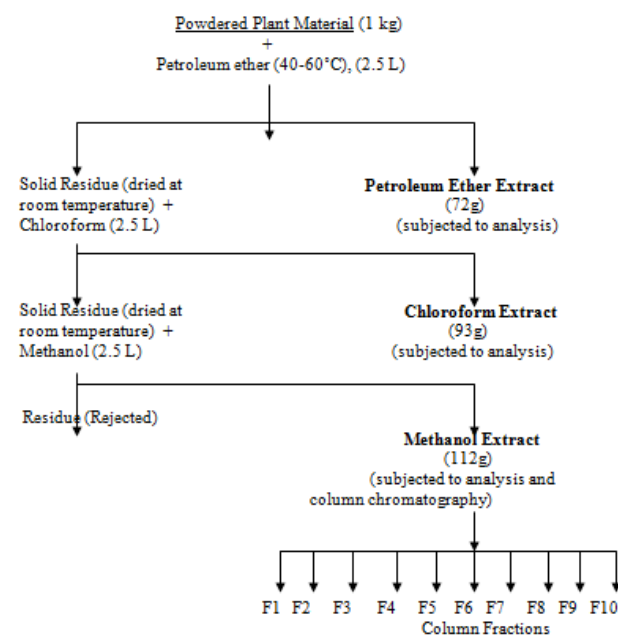 Powdered Plant Material (1 kg)
+
Petroleum ether (40-60°C), (2.5 L)
Solid Residue (dried at
room temperature) +
Chloroform (2.5 L)
Petroleum Ether Extract
(72g)
(subjected to analysis)
Solid Residue (dried at
room temperature) +
Methanol (2.5 L)
Chloroform Extract
(93g)
(subjected to analysis)
Residue (Rejected)
Methanol Extract
(112g)
(subjected to analysis and
column chromatography)
F1 F2 F3 F4 F5 F6 F7 F8 F9 F10
Column Fractions